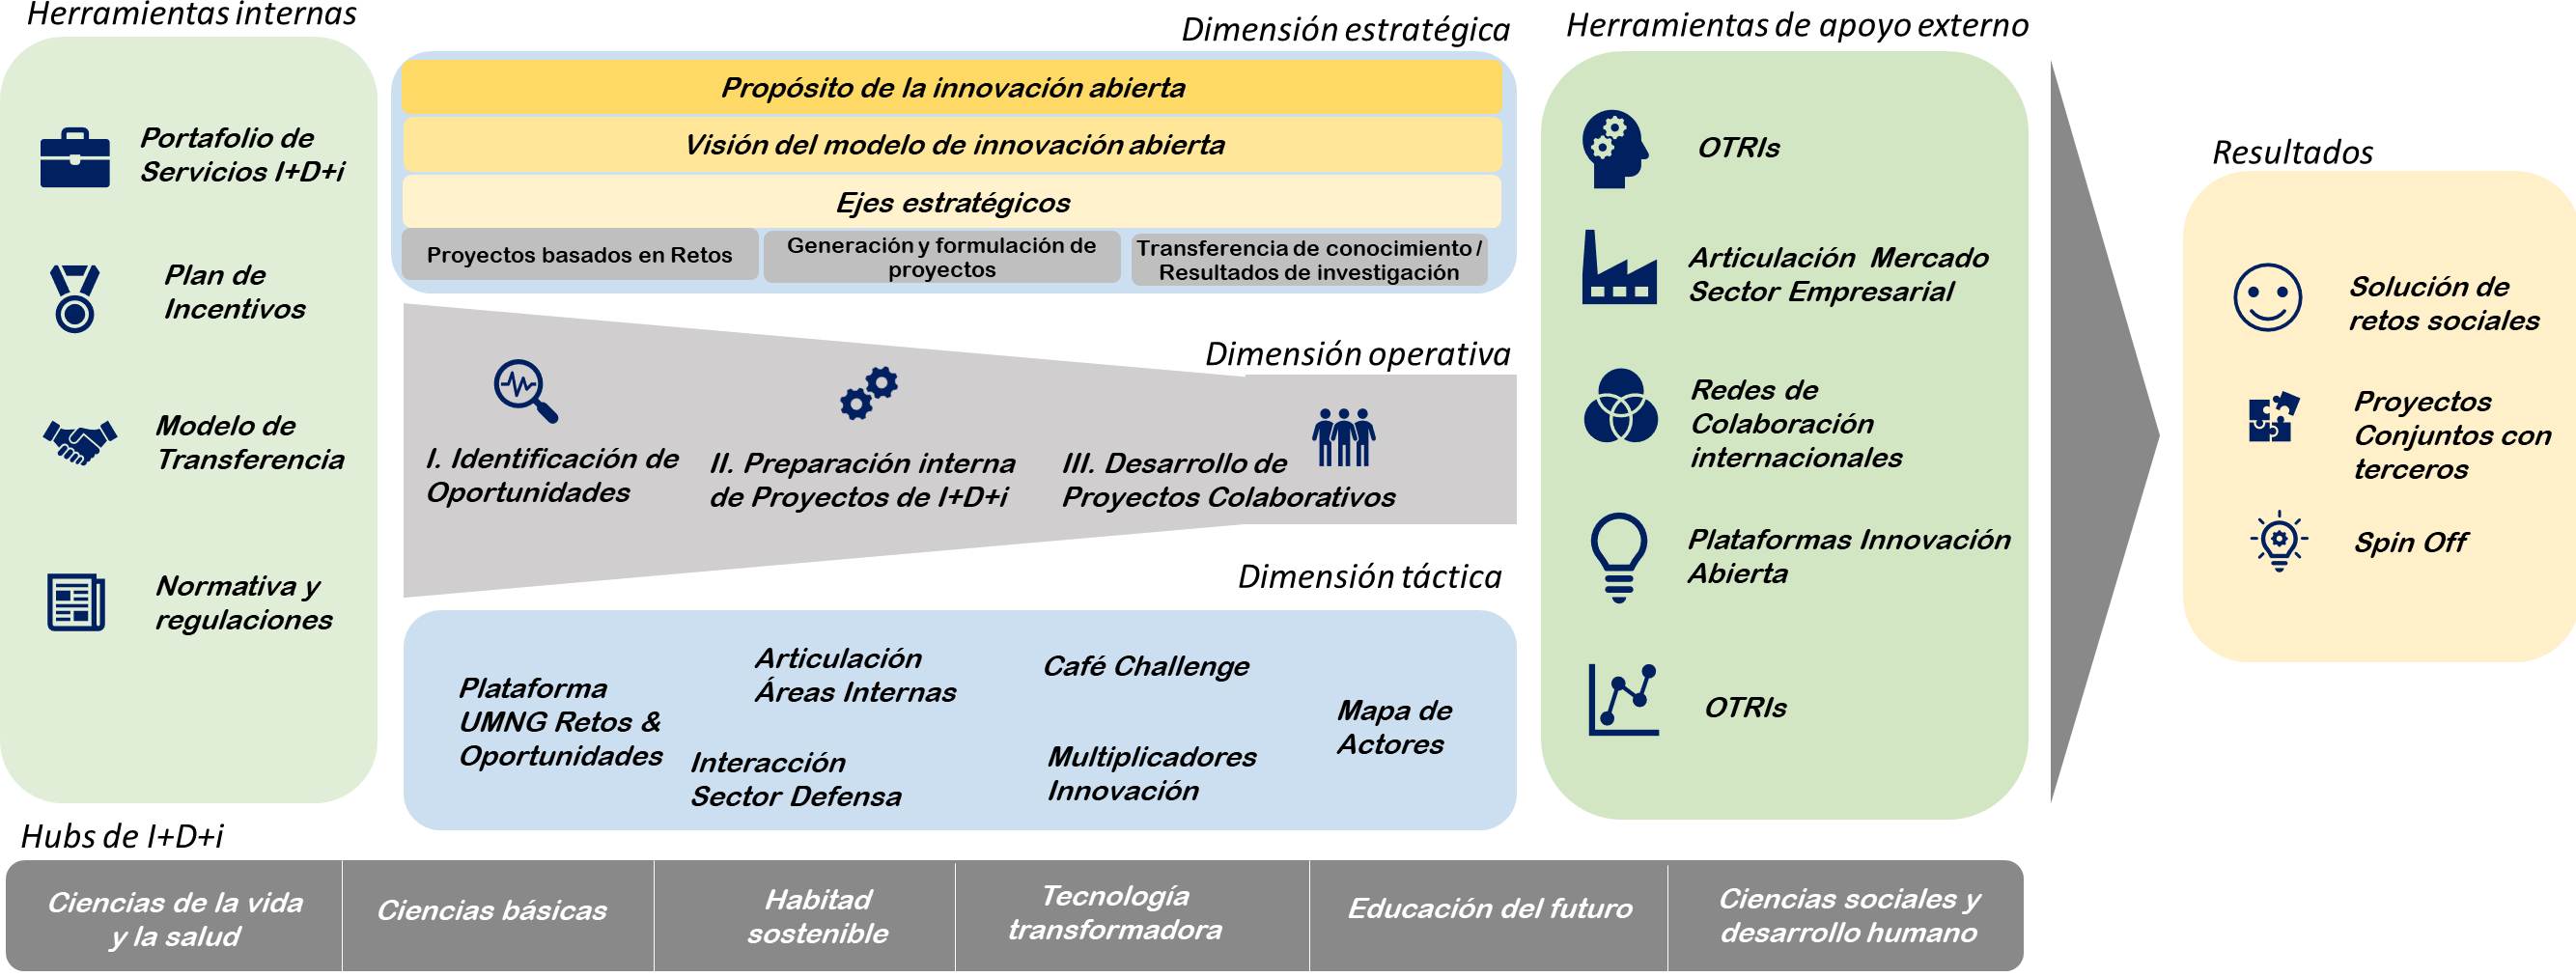 Herramientas internas
Portafolio de
Servicios I+D+i
Plan de
Incentivos
Modelo de
Transferencia
Normativa y
regulaciones
Dimensión estratégica
Propósito de la innovación abierta
Visión del modelo de innovación abierta
Ejes estratégicos
Proyectos basados en Retos
Generación y formulación de
proyectos
Transferencia de conocimiento /
Resultados de investigación
Dimensión operativa
I. Identificación de
Oportunidades
II. Preparación interna
de Proyectos de I+D+i
III. Desarrollo de
Proyectos Colaborativos
Dimensión táctica
Plataforma
UMNG Retos &
Oportunidades
Articulación
Áreas Internas
Interacción
Sector Defensa
Café Challenge
Multiplicadores
Innovación
Mapa de
Actores
Herramientas de apoyo externo
OTRIs
Articulación Mercado
Sector Empresarial
Redes de
Colaboración
internacionales
Plataformas Innovación
Abierta
OTRIs
Resultados
Solución de
retos sociales
Proyectos
Conjuntos con
terceros
Spin Off
Hubs de I+D+i
Ciencias de la vida
y la salud
Ciencias básicas
Habitad
sostenible
Tecnología
transformadora
Educación del futuro
Ciencias sociales y
desarrollo humano